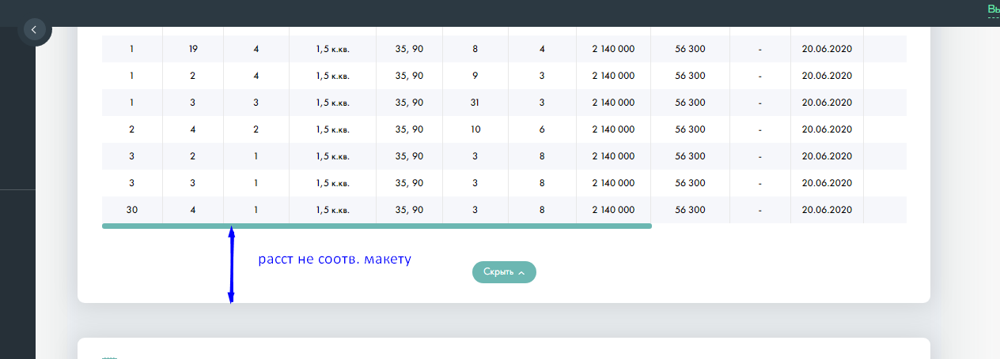 Вы
1 19 4 1,5 к.кв. 35, 90 8 4 2 140 000 56 300 - 20.06.2020
1 2 4 1,5 к.кв. 35, 90 9 3 2 140 000 56 300 - 20.06.2020
1 3 3 1,5 к.кв. 35, 90 31 3 2 140 000 56 300 - 20.06.2020
2 4 2 1,5 к.кв. 35, 90 10 6 2 140 000 56 300 - 20.06.2020
3 2 1 1,5 к.кв. 35, 90 3 8 2 140 000 56 300 - 20.06.2020
3 3 1 1,5 к.кв. 35, 90 3 8 2 140 000 56 300 - 20.06.2020
30 4 1 1,5 к.кв. 35, 90 3 8 2 140 000 56 300 - 20.06.2020
расст не соотв. макету
Скрыть